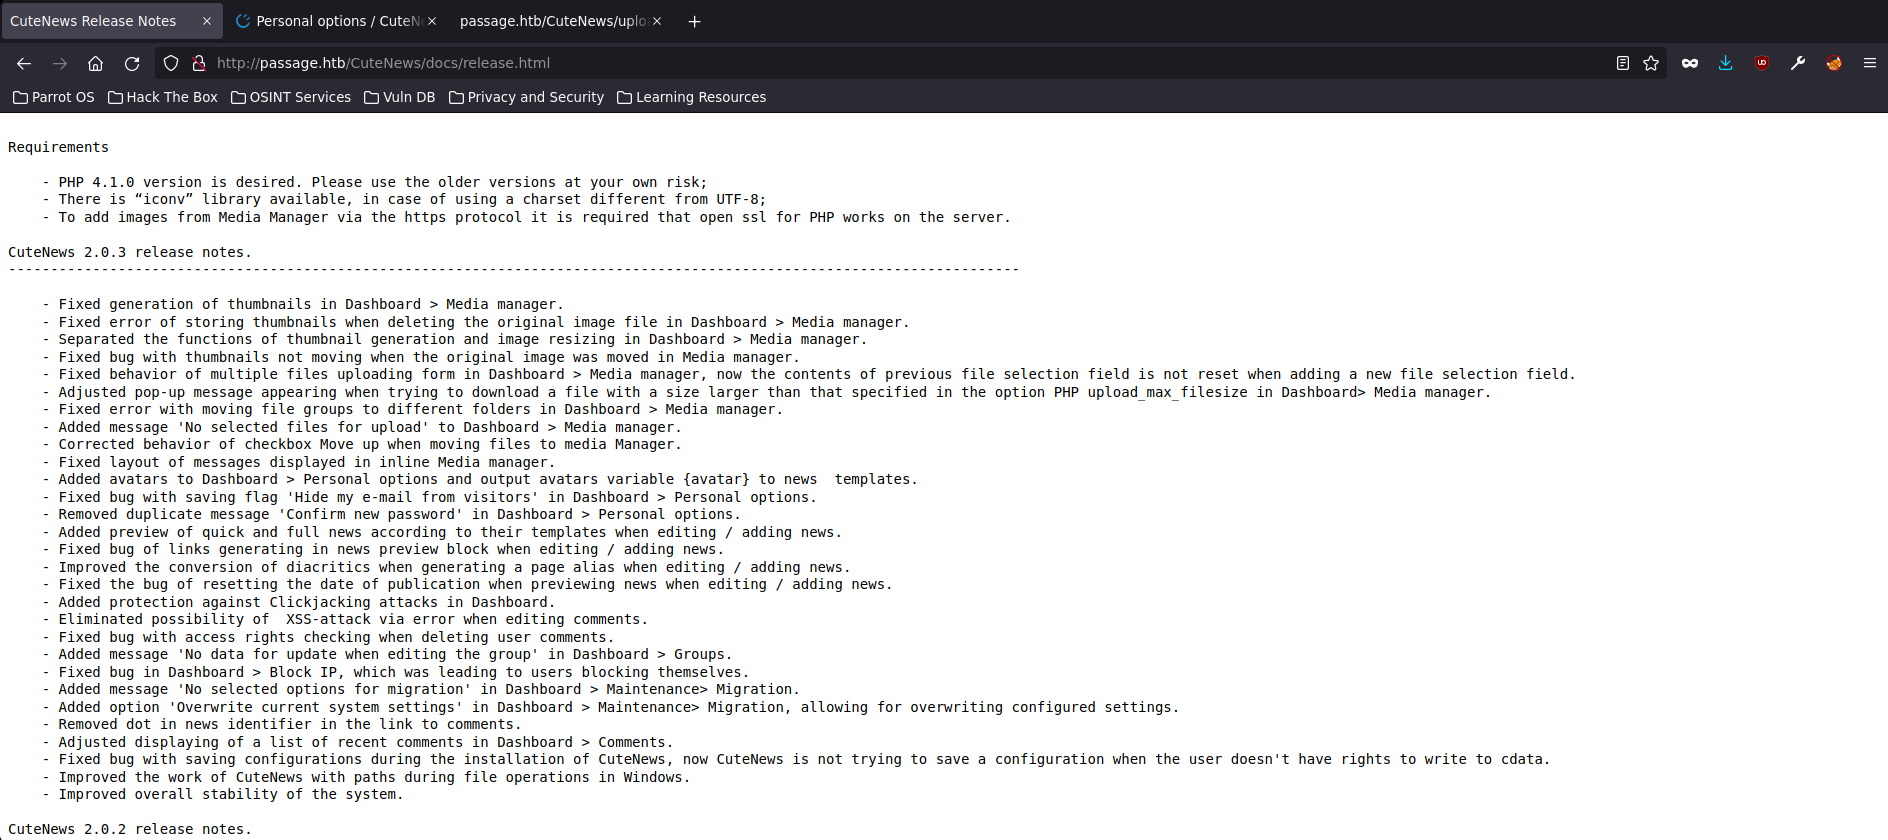 CuteNews Release Notes
Personal options / CuteN
passage.htb/CuteNews/uplo
http://passage.htb/CuteNews/docs/release.html
Parrot OS Hack The Box OSINT Services Vuln DB Privacy and Security Learning Resources
Requirements
- PHP 4.1.0 version is desired. Please use the older versions at your own risk;
- There is “iconv” library available, in case of using a charset different from UTF-8;
- To add images from Media Manager via the https protocol it is required that open ssl for PHP works on the server.
CuteNews 2.0.3 release notes.
------------------------------------------------------------------------------------------------------------------------
- Fixed generation of thumbnails in Dashboard > Media manager.
- Fixed error of storing thumbnails when deleting the original image file in Dashboard > Media manager.
- Separated the functions of thumbnail generation and image resizing in Dashboard > Media manager.
- Fixed bug with thumbnails not moving when the original image was moved in Media manager.
- Fixed behavior of multiple files uploading form in Dashboard > Media manager, now the contents of previous file selection field is not reset when adding a new file selection field.
- Adjusted pop-up message appearing when trying to download a file with a size larger than that specified in the option PHP upload_max_filesize in Dashboard> Media manager.
- Fixed error with moving file groups to different folders in Dashboard > Media manager.
- Added message 'No selected files for upload' to Dashboard > Media manager.
- Corrected behavior of checkbox Move up when moving files to media Manager.
- Fixed layout of messages displayed in inline Media manager.
- Added avatars to Dashboard > Personal options and output avatars variable {avatar} to news  templates.
- Fixed bug with saving flag 'Hide my e-mail from visitors' in Dashboard > Personal options.
- Removed duplicate message 'Confirm new password' in Dashboard > Personal options.
- Added preview of quick and full news according to their templates when editing / adding news.
- Fixed bug of links generating in news preview block when editing / adding news.
- Improved the conversion of diacritics when generating a page alias when editing / adding news.
- Fixed the bug of resetting the date of publication when previewing news when editing / adding news.
- Added protection against Clickjacking attacks in Dashboard.
- Eliminated possibility of  XSS-attack via error when editing comments.
- Fixed bug with access rights checking when deleting user comments.
- Added message 'No data for update when editing the group' in Dashboard > Groups.
- Fixed bug in Dashboard > Block IP, which was leading to users blocking themselves.
- Added message 'No selected options for migration' in Dashboard > Maintenance> Migration.
- Added option 'Overwrite current system settings' in Dashboard > Maintenance> Migration, allowing for overwriting configured settings.
- Removed dot in news identifier in the link to comments.
- Adjusted displaying of a list of recent comments in Dashboard > Comments.
- Fixed bug with saving configurations during the installation of CuteNews, now CuteNews is not trying to save a configuration when the user doesn't have rights to write to cdata.
- Improved the work of CuteNews with paths during file operations in Windows.
- Improved overall stability of the system.
CuteNews 2.0.2 release notes.